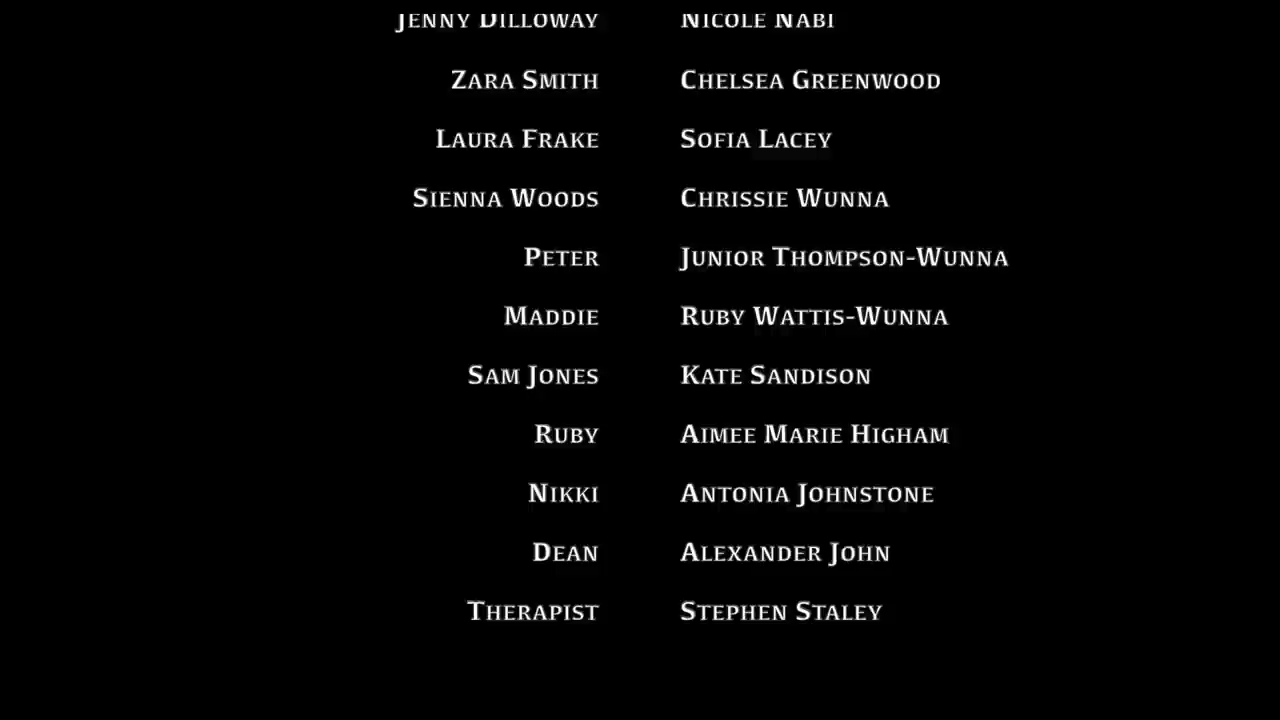 Jenny Dilloway Nicole Nabi
Zara Smith Chelsea Greenwood
Laura Frake Sofia Lacey
Sienna Woods Chrissie Wunna
Peter Junior Thompson-Wunna
Maddie Ruby Wattis-Wunna
Sam Jones Kate Sandison
Ruby Aimee Marie Higham
Nikki Antonia Johnstone
Dean Alexander John
Therapist Stephen Staley